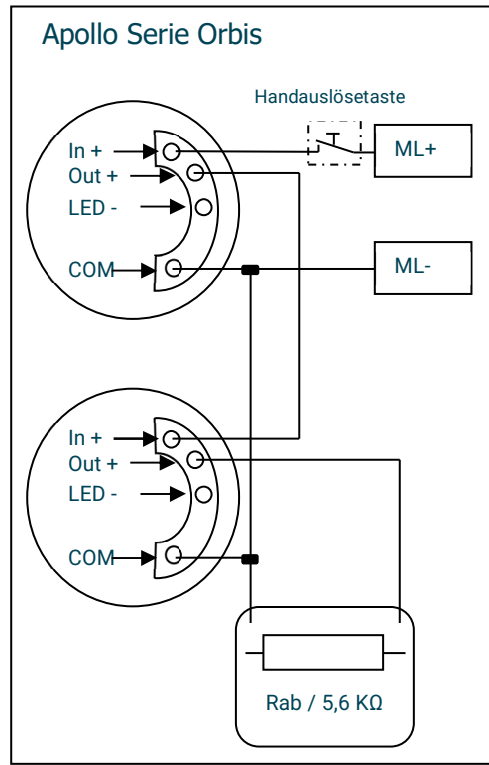 Apollo Serie Orbis
Handauslösetaste
In +
Out +
LED -
COM
ML+
ML-
In +
Out +
LED -
COM
Rab / 5,6 KΩ